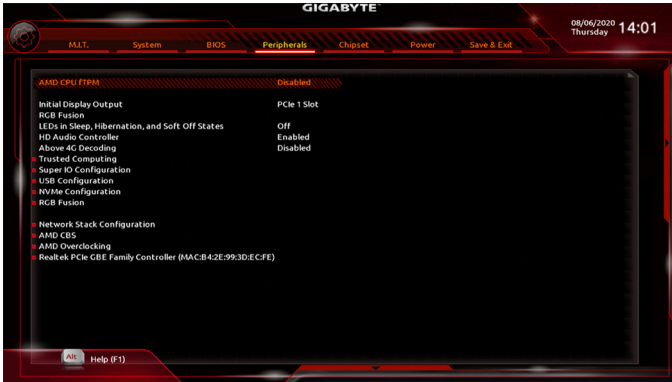 GIGABYTE
08/06/2020 14:01
Thursday
M.I.T. System BIOS Peripherals Chipset Power Save & Exit
AMD CPU fTPM Disabled
Initial Display Output PCIe 1 Slot
RGB Fusion
LEDs in Sleep, Hibernation, and Soft Off States Off
HD Audio Controller Enabled
Above 4G Decoding Disabled
Trusted Computing
Super IO Configuration
USB Configuration
NVMe Configuration
RGB Fusion
Network Stack Configuration
AMD CBS
AMD Overclocking
Realtek PCIe GBE Family Controller (MAC:B4:2E:99:3D:EC:FE)
Alt Help (F1)